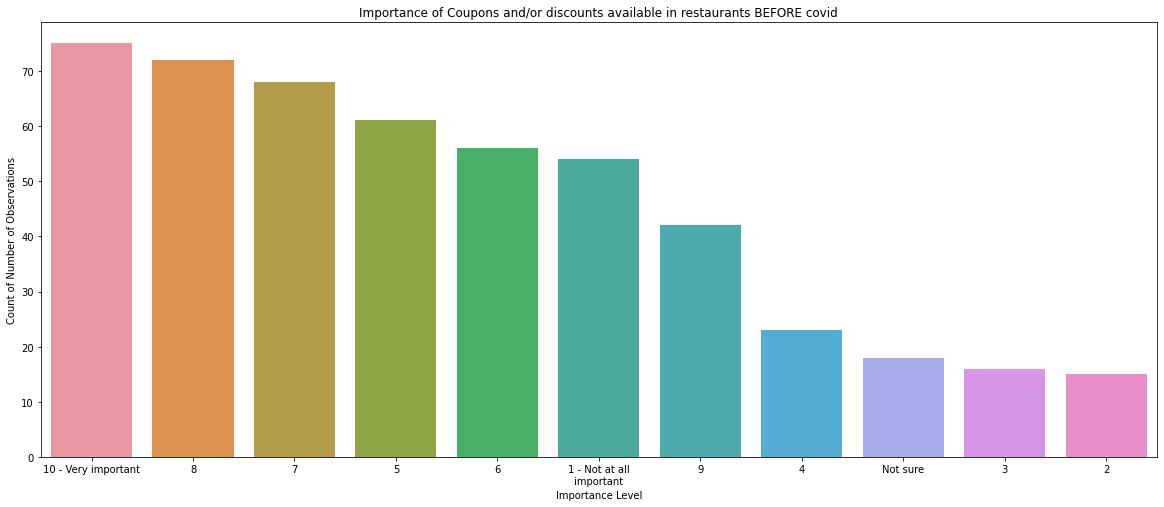 Importance of Coupons and/or discounts available in restaurants BEFORE covid
Count of Number of Observations
70
60
50
40
30
20
10
0
10 - Very important
8
7
5
6
1 - Not at all
important
9
4
Not sure
3
2
Importance Level